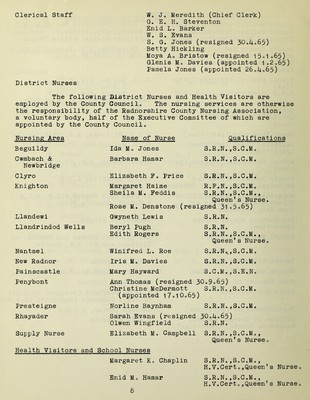 Clerical Staff W. J. Meredith (Chief Clerk)
G. E. H. Steventon
Enid L. Barker
W. S. Evans
S. G. Jones (resigned 30.4.65)
Betty Hickling
Moya A. Bristow (resigned 15.1.65)
Glenis M. Davies (appointed 1.2.65)
Pamela Jones (appointed 26.4.65)
District Nurses
The following District Nurses and Health Visitors are
employed by the County Council. The nursing services are otherwise
the responsibility of the Radnorshire County Nursing Association,
a voluntary body, half of the Executive Committee of which are
appointed by the County Council.
Nursing Area Name of Nurse Qualifications
Beguildy Ida M. Jones S.R.N.,S.C.M.
Cwmbach & Barbara Hamar S.R.N.,S.C.M.
Newbridge
Clyro Elizabeth F. Price S.R.N.,S.C.M.
Knighton Margaret Haime R.F.N.,S.C.M.
Sheila M. Peddis S.R.N.,S.C.M.,
Queen's Nurse.
Rose M. Denstone (resigned 31.5.65)
Llandewi Gwyneth Lewis S.R.N.
Llandrindod Wells Beryl Pugh S.R.N.
Edith Rogers S.R.N.,S.C.M.,
Queen's Nurse.
Nantmel Winifred L. Roe S.R.N.,S.C.M.
New Radnor Iris M. Davies S.R.N.,S.C.M.
Painscastle Mary Hayward S.C.M.,S.E.N.
Penybont Ann Thomas (resigned 30.9.65)
Christine McDermott S.R.N.,S.C.M.
(appointed 17.10.65)
Presteigne Norline Baynham S.R.N.,S.C.M.
Rhayader Sarah Evans (resigned 30.4.65)
Olwen Wingfield S.R.N.
Supply Nurse Elizabeth M. Campbell S.R.N.,S.C.M.,
Queen's Nurse.
Health Visitors and School Nurses
Margaret E. Chaplin S.R.N.,S.C.M.,
H.V.Cert.,Queen's Nurse.
Enid M. Hamar S.R.N.,S.C.M.,
H.V.Cert.,Queen's Nurse.
8